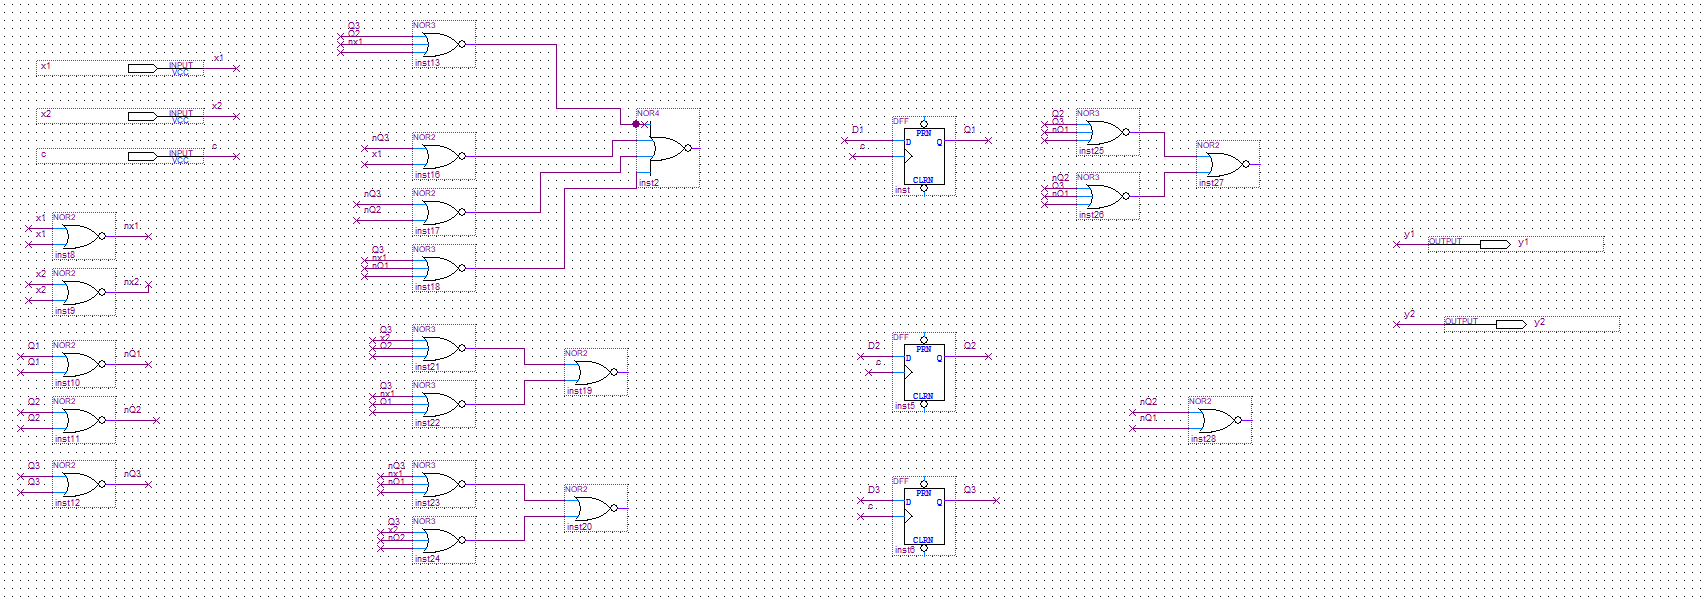 x1 INPUT VCC x1
x2 INPUT VCC x2
c INPUT VCC c
x1 NOR2 nx1
x1
inst8
x2 NOR2 nx2
x2
inst9
Q1 NOR2 nQ1
Q1
inst10
Q2 NOR2 nQ2
Q2
inst11
Q3 NOR2 nQ3
Q3
inst12
Q3 NOR3
Q2
nx1
inst13
nQ3 NOR2
x1
inst16
nQ3 NOR2
nQ2
inst17
Q3 NOR3
nx1
nQ1
inst18
NOR4
inst2
Q3 NOR3
x2
Q2
inst21
Q3 NOR3
nx1
Q1
inst22
NOR2
inst19
nQ3 NOR3
nx1
nQ1
inst23
Q3 NOR3
x2
nQ2
inst24
NOR2
inst20
DFF
D1 PRN Q1
D Q
c
CLRN
inst
DFF
D2 PRN Q2
D Q
c
CLRN
inst5
DFF
D3 PRN Q3
D Q
c
CLRN
inst6
Q2 NOR3
Q3
nQ1
inst25
nQ2 NOR3
Q3
nQ1
inst26
NOR2
inst27
nQ2 NOR2
nQ1
inst28
y1 OUTPUT y1
y2 OUTPUT y2